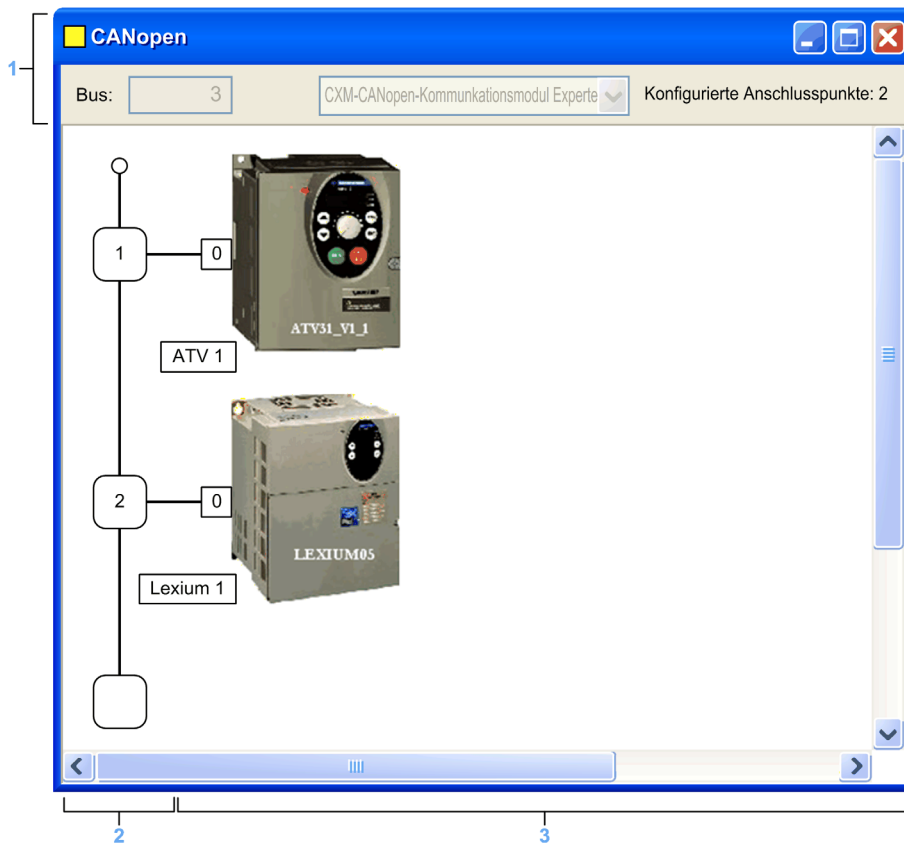 CANopen
1
Bus: 3 CXM-CANopen-Kommunkationsmodul Experte Konfigurierte Anschlusspunkte: 2
1 0
ATV31_V1_1
ATV 1
2 0
LEXIUM05
Lexium 1
2 3